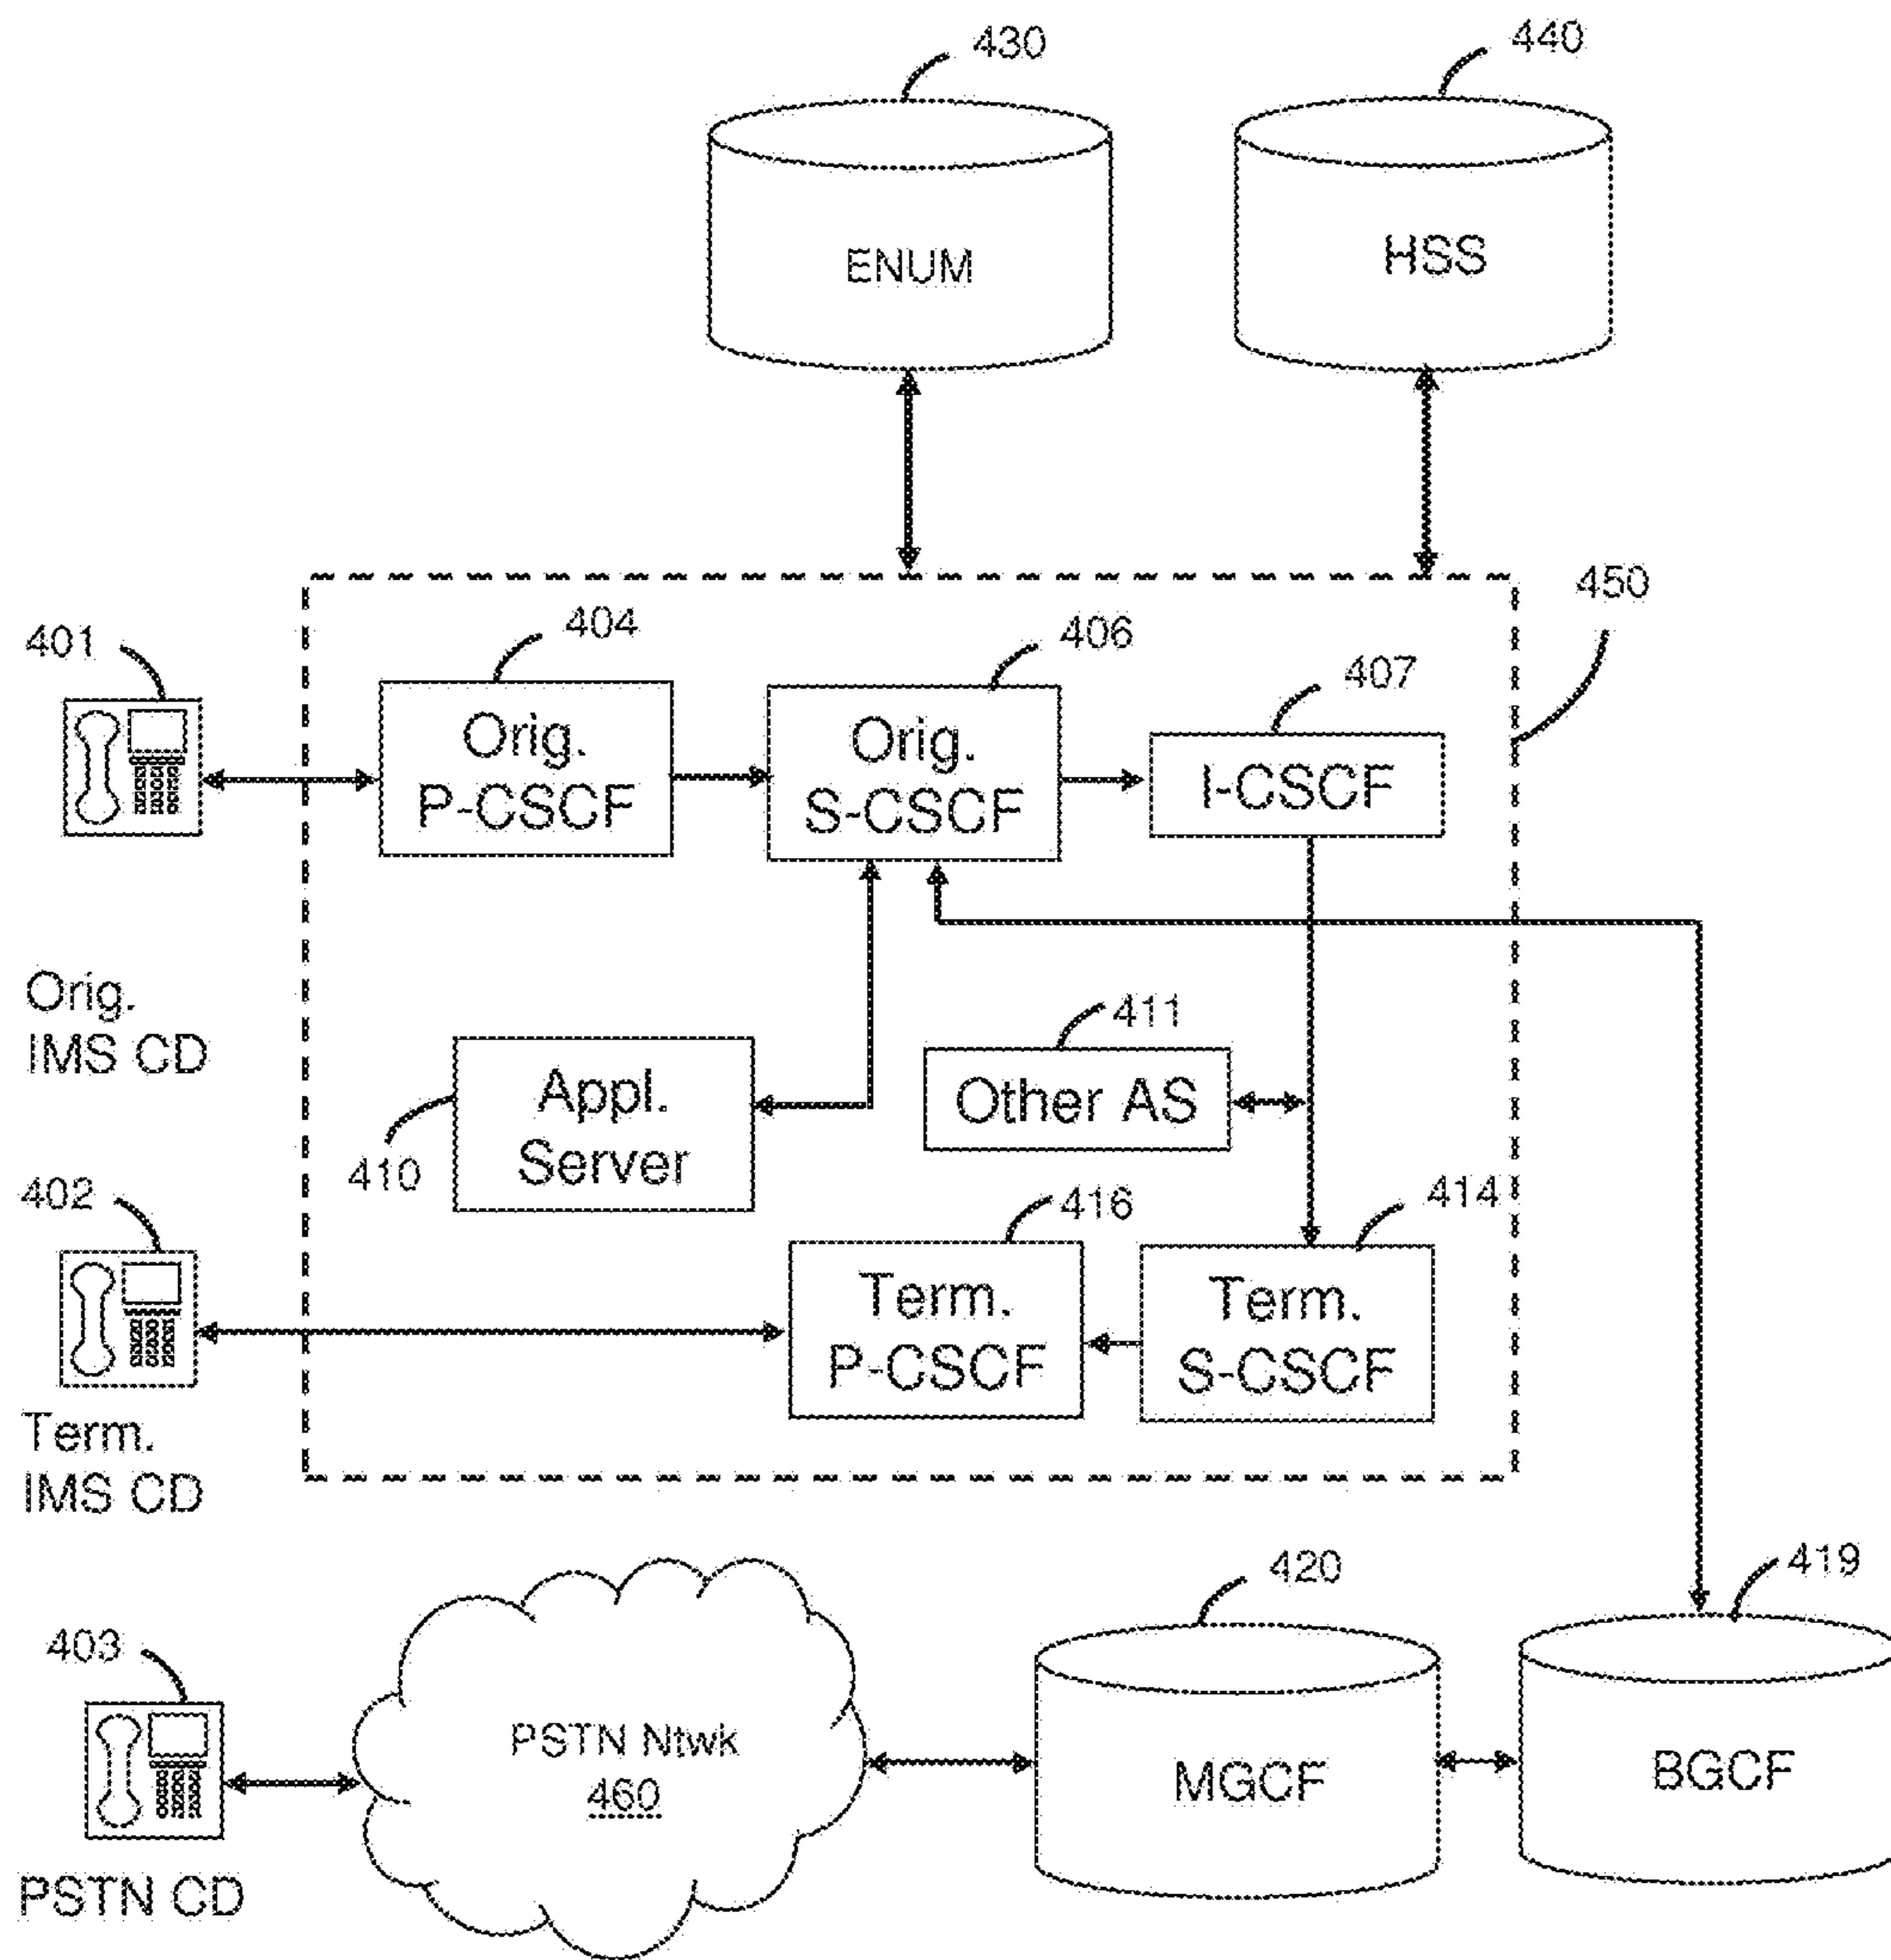 430
440
ENUM
HSS
450
401
404
406
407
Orig.
P-CSCF
Orig.
S-CSCF
I-CSCF
Orig.
IMS CD
411
Other AS
Appl.
Server
410
402
416
414
Term.
P-CSCF
Term.
S-CSCF
Term.
IMS CD
420
419
403
PSTN Ntwk
460
MGCF
BGCF
PSTN CD